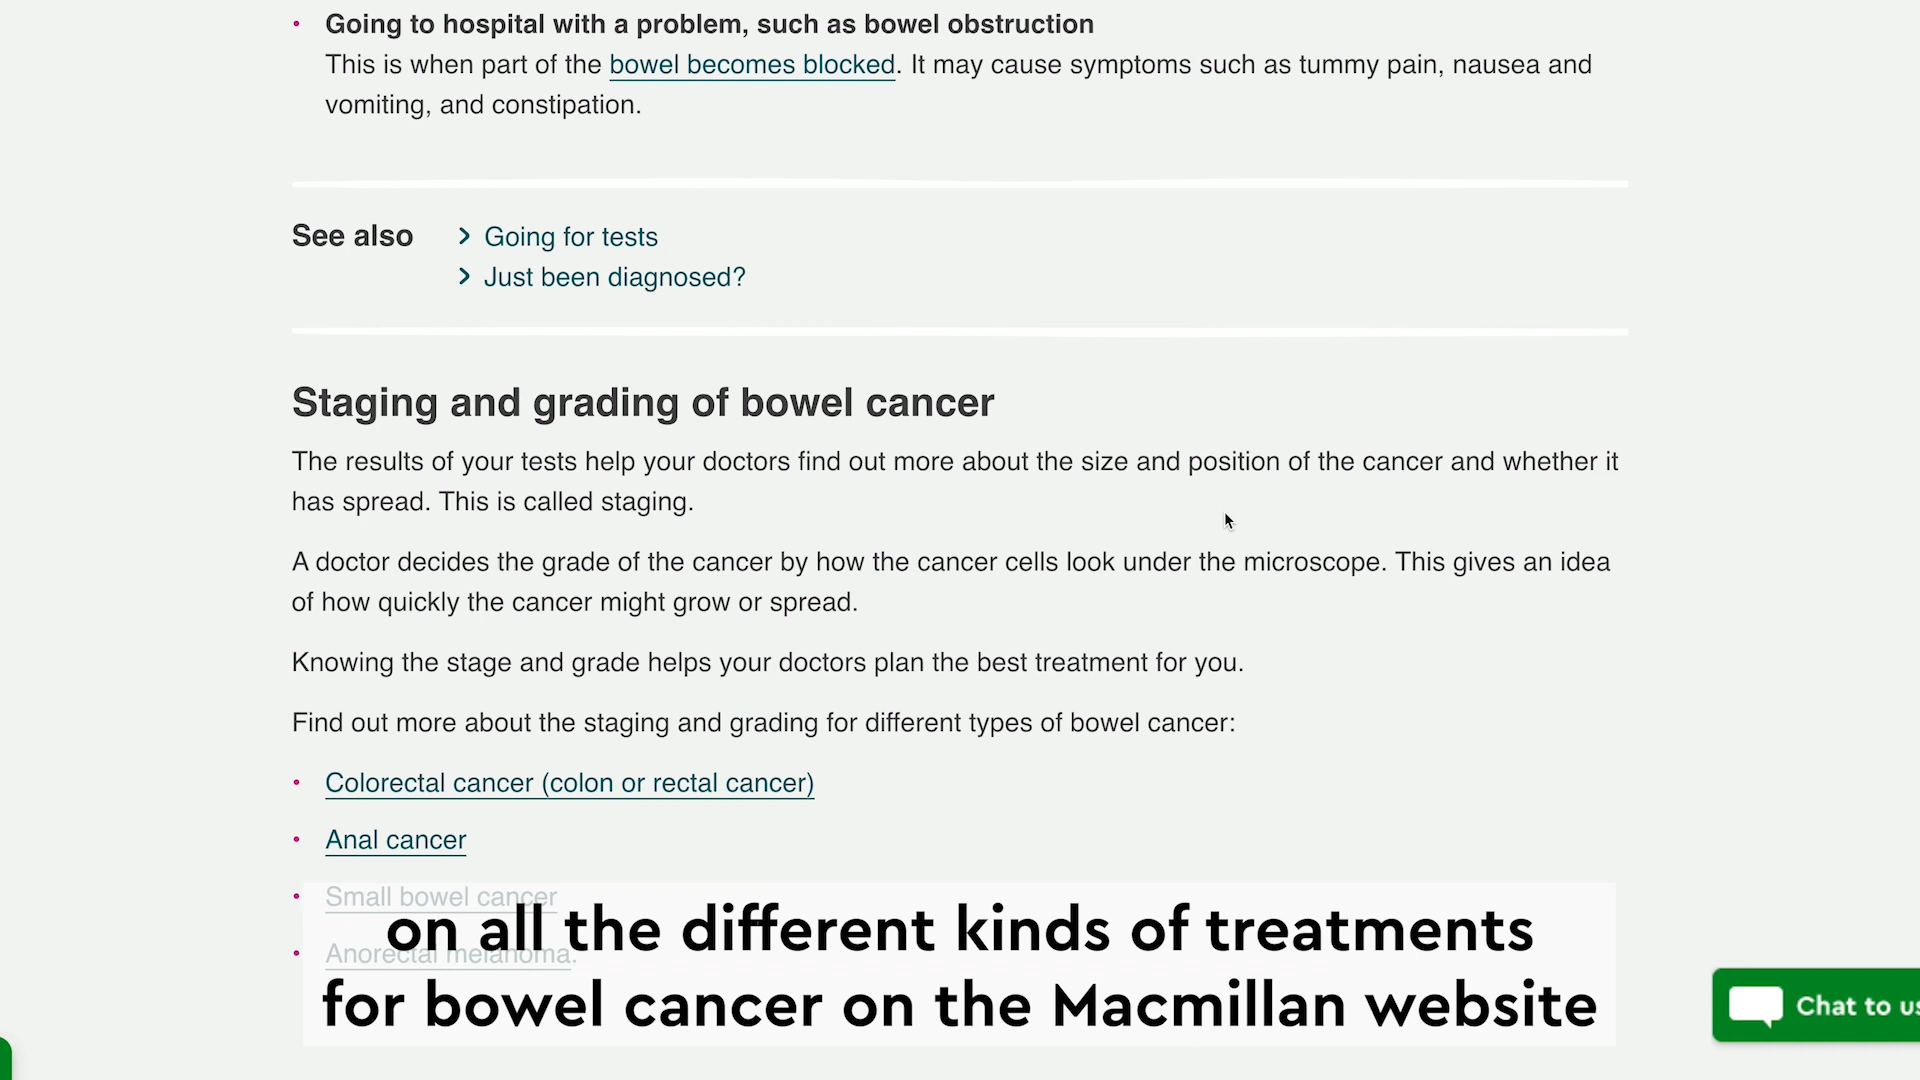 Going to hospital with a problem, such as bowel obstruction
This is when part of the bowel becomes blocked. It may cause symptoms such as tummy pain, nausea and
vomiting, and constipation.
See also
Going for tests
Just been diagnosed?
Staging and grading of bowel cancer
The results of your tests help your doctors find out more about the size and position of the cancer and whether it
has spread. This is called staging.
A doctor decides the grade of the cancer by how the cancer cells look under the microscope. This gives an idea
of how quickly the cancer might grow or spread.
Knowing the stage and grade helps your doctors plan the best treatment for you.
Find out more about the staging and grading for different types of bowel cancer:
Colorectal cancer (colon or rectal cancer)
Anal cancer
Small bowel cancer
Anorectal melanoma.
on all the different kinds of treatments
for bowel cancer on the Macmillan website
Chat to us